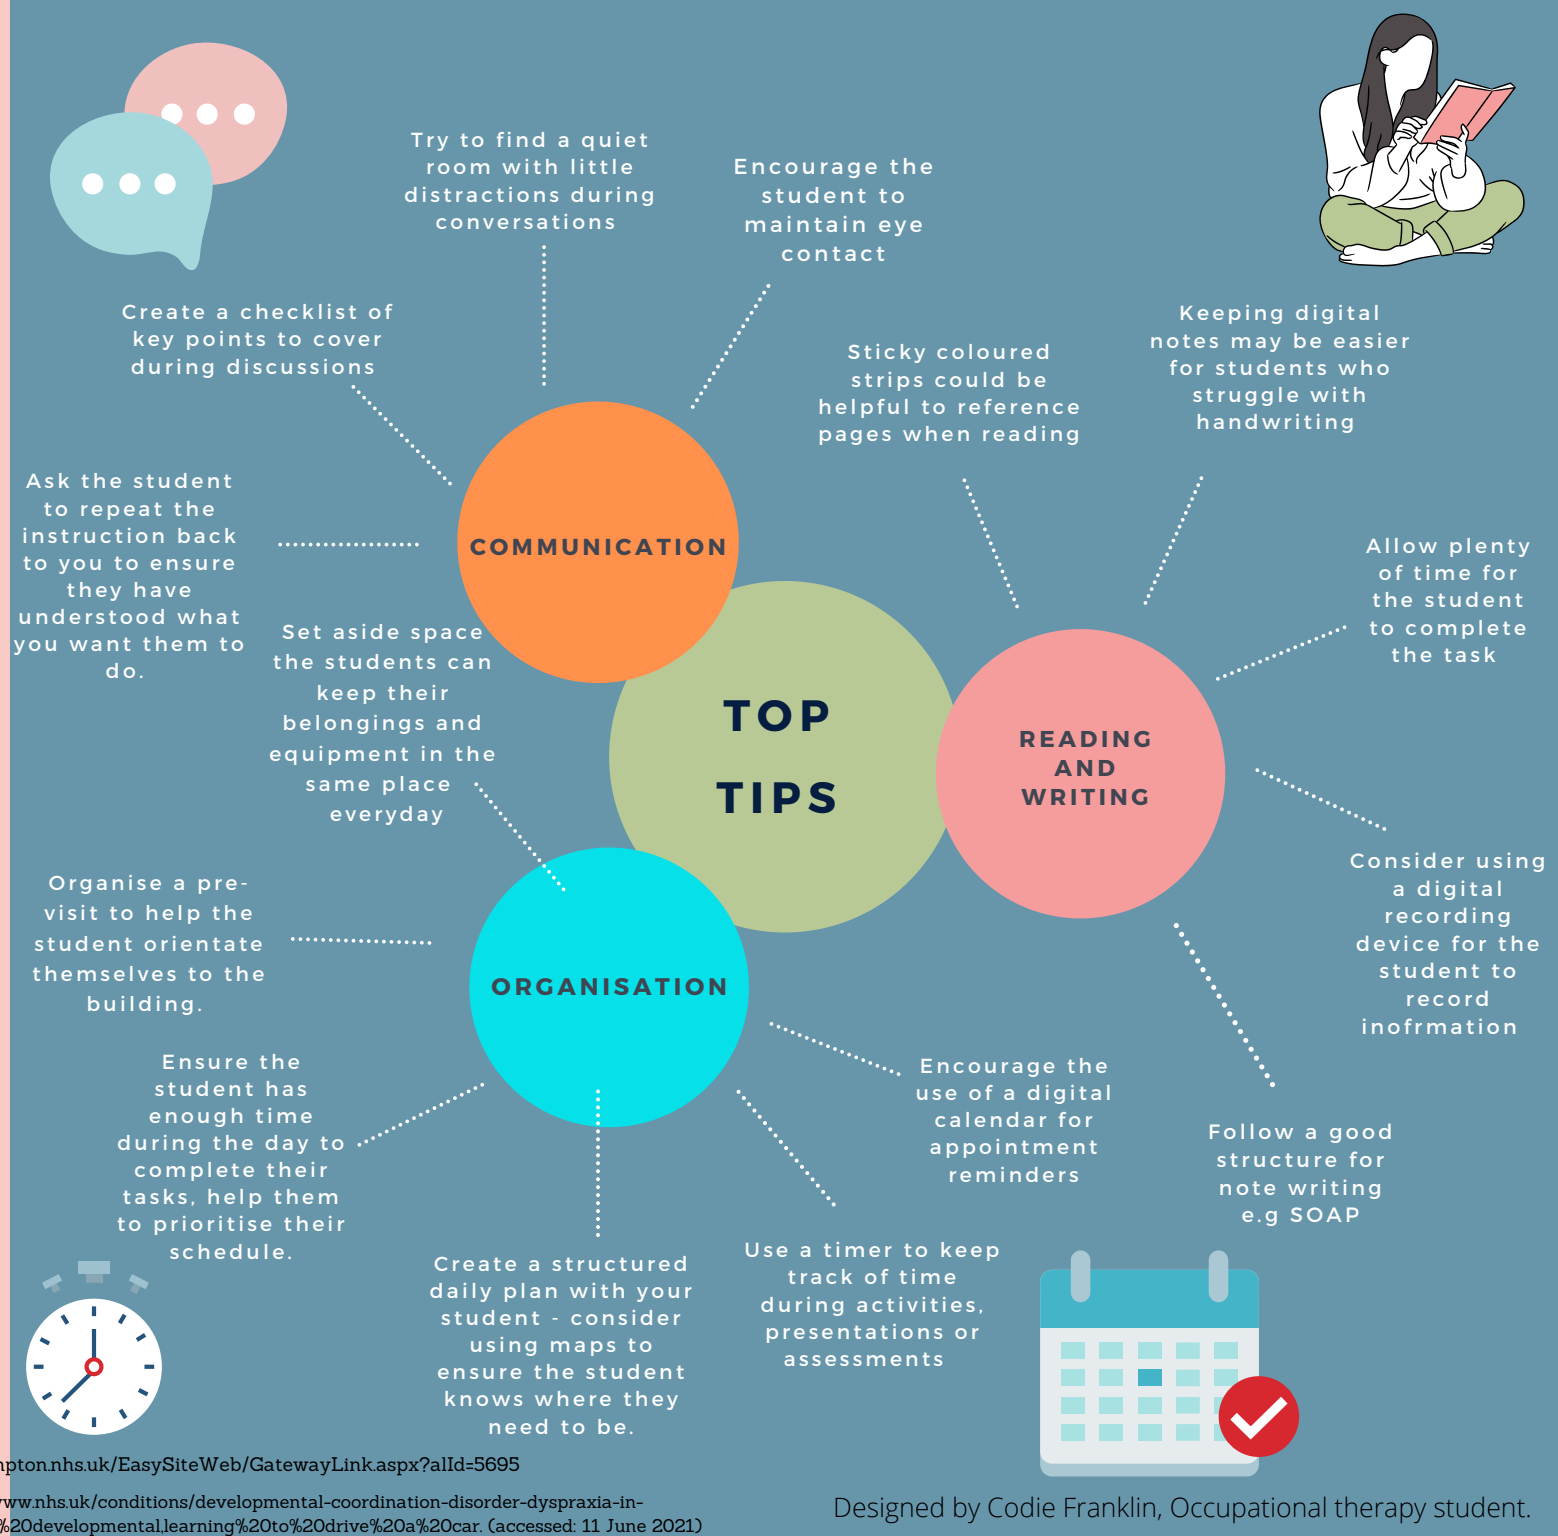 Try to find a quiet
room with little
distractions during
conversations
Encourage the
student to
maintain eye
contact
Create a checklist of
key points to cover
during discussions
Ask the student
to repeat the
instruction back
to you to ensure
they have
understood what
you want them to
do.
COMMUNICATION
Sticky coloured
strips could be
helpful to reference
pages when reading
Keeping digital
notes may be easier
for students who
struggle with
handwriting
Allow plenty
of time for
the student
to complete
the task
Set aside space
the students can
keep their
belongings and
equipment in the
same place
everyday
TOP
TIPS
READING
AND
WRITING
Consider using
a digital
recording
device for the
student to
record
inofrmation
Organise a pre-
visit to help the
student orientate
themselves to the
building.
ORGANISATION
Ensure the
student has
enough time
during the day to
complete their
tasks, help them
to prioritise their
schedule.
Encourage the
use of a digital
calendar for
appointment
reminders
Follow a good
structure for
note writing
e.g SOAP
Create a structured
daily plan with your
student - consider
using maps to
ensure the student
knows where they
need to be.
Use a timer to keep
track of time
during activities,
presentations or
assessments
pton.nhs.uk/EasySiteWeb/GatewayLink.aspx?alId=5695
ww.nhs.uk/conditions/developmental-coordination-disorder-dyspraxia-in-
%20developmental,learning%20to%20drive%20a%20car. (accessed: 11 June 2021)
Designed by Codie Franklin, Occupational therapy student.